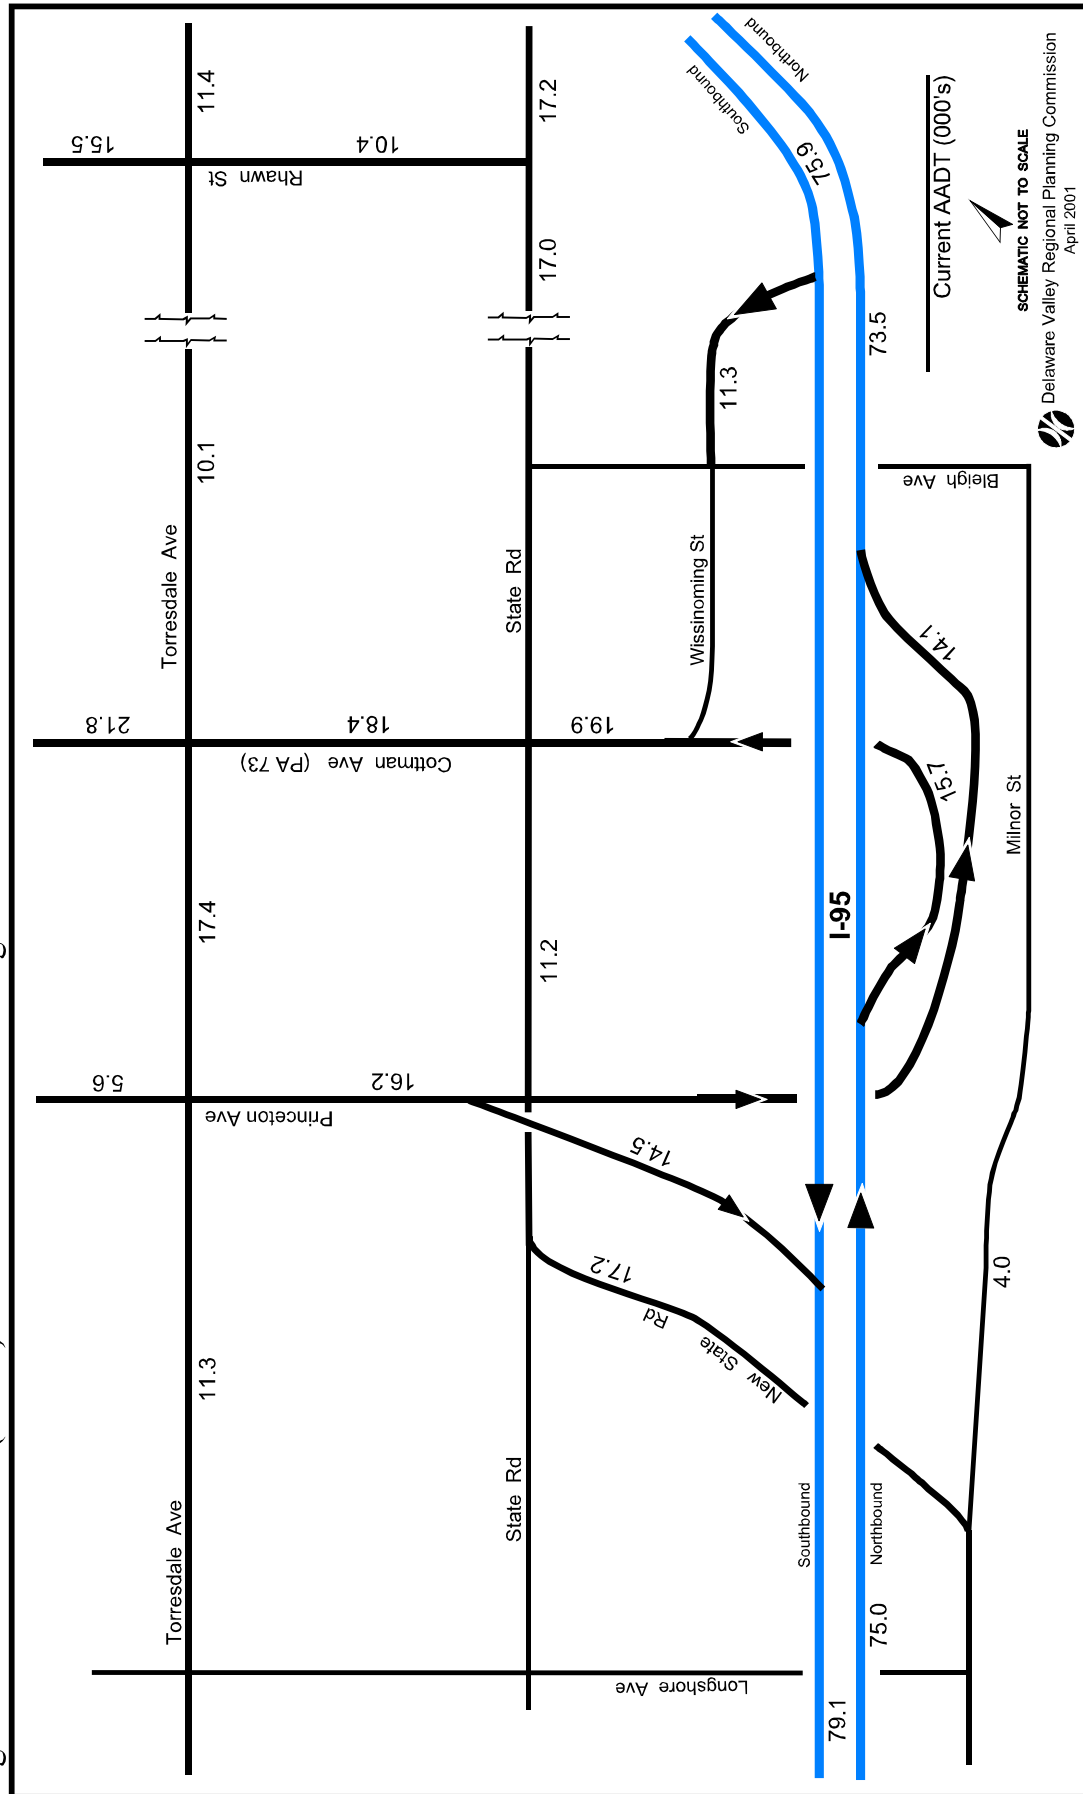 15.5
11.4
Rhawn St
10.4
17.2
17.0
Northbound
Southbound
75.9
Current AADT (000's)
SCHEMATIC NOT TO SCALE
Delaware Valley Regional Planning Commission
April 2001
73.5
11.3
10.1
Torresdale Ave
State Rd
Wissinoming St
Bleigh Ave
14.1
21.8
18.4
19.9
Cottman Ave (PA 73)
15.7
Milnor St
I-95
17.4
11.2
5.6
16.2
Princeton Ave
14.5
17.2
New State Rd
4.0
11.3
Torresdale Ave
State Rd
Southbound
Northbound
75.0
Longshore Ave
79.1